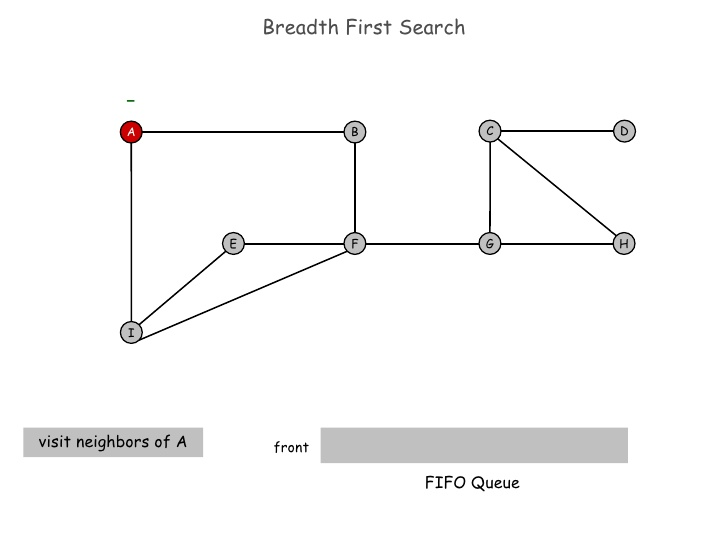 Breadth First Search
–
A
B
C
D
E
F
G
H
I
visit neighbors of A
front
FIFO Queue